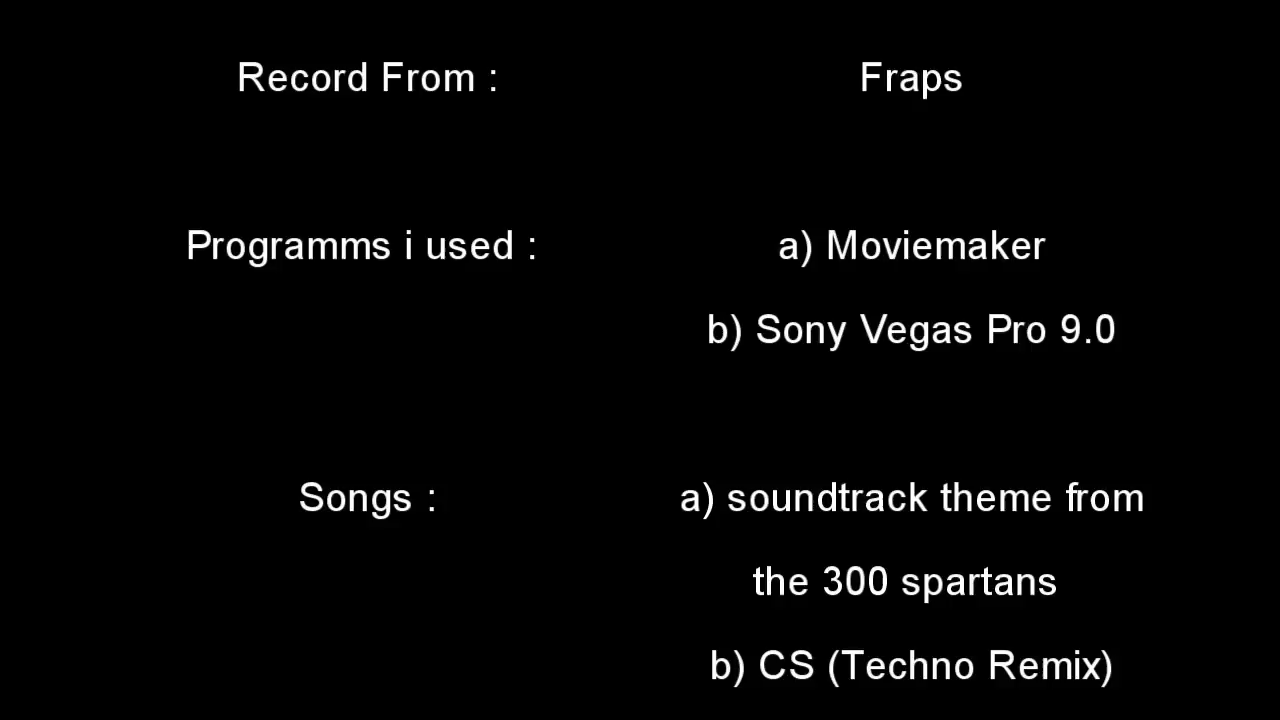 Record From : Fraps
Programms i used : a) Moviemaker
b) Sony Vegas Pro 9.0
Songs : a) soundtrack theme from
the 300 spartans
b) CS (Techno Remix)